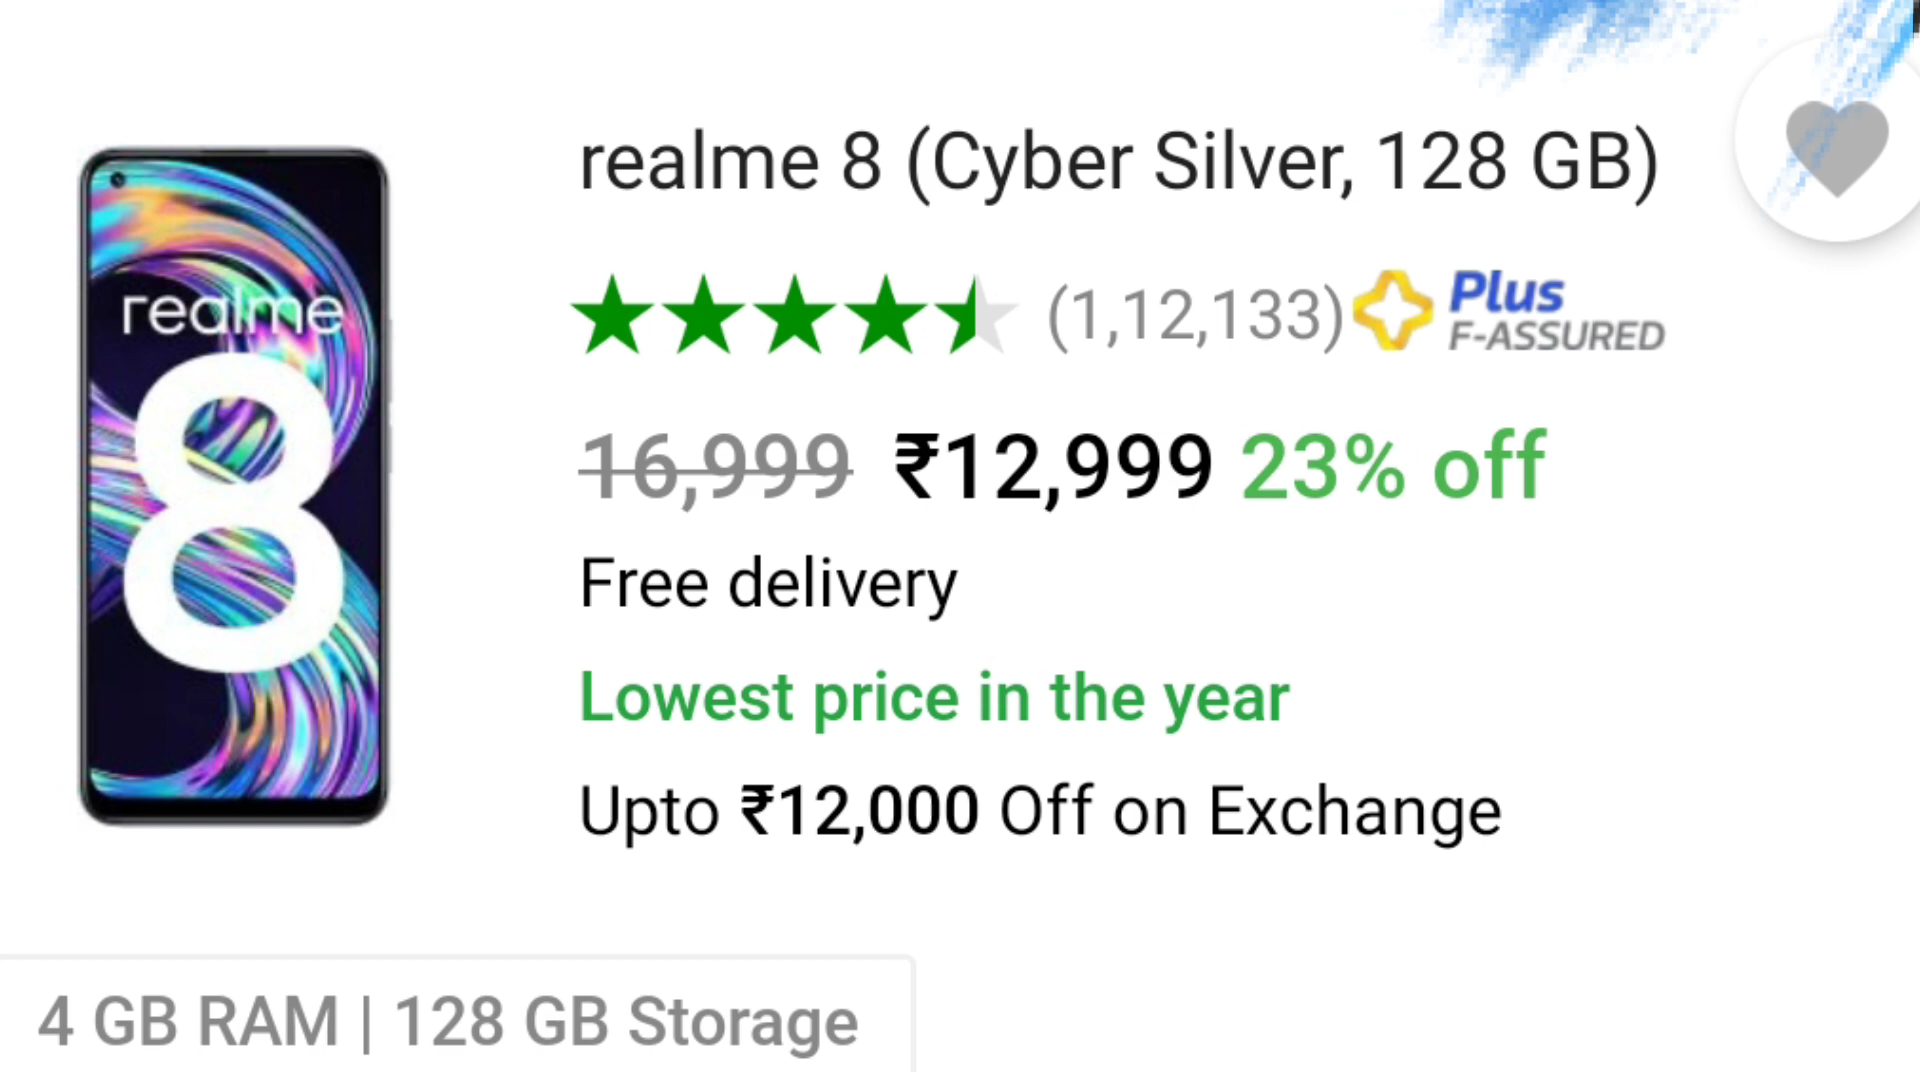 realme 8 (Cyber Silver, 128 GB)
(1,12,133) Plus F-ASSURED
16,999 ₹12,999 23% off
Free delivery
Lowest price in the year
Upto ₹12,000 Off on Exchange
realme
8
4 GB RAM | 128 GB Storage